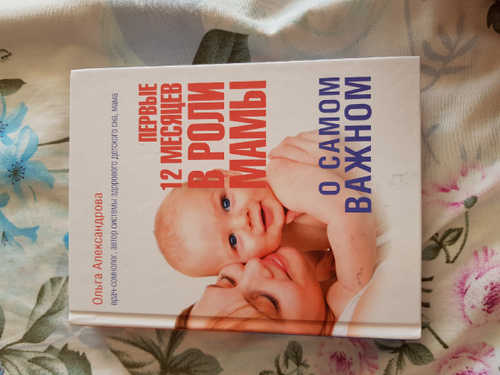 Ольга Александрова
врач-сомнолог, автор системы здорового детского сна, мама
ПЕРВЫЕ
12 МЕСЯЦЕВ
В РОЛИ
МАМЫ
О САМОМ
ВАЖНОМ